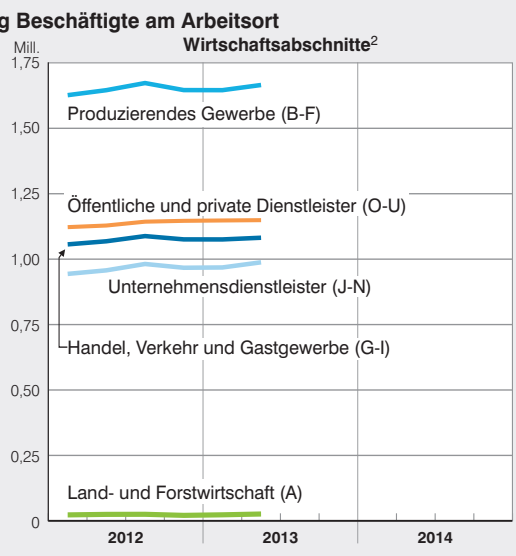 g Beschäftigte am Arbeitsort
Mill.
Wirtschaftsabschnitte²
1,75
Produzierendes Gewerbe (B-F)
1,50
1,25
Öffentliche und private Dienstleister (O-U)
1,00
Unternehmensdienstleister (J-N)
0,75
Handel, Verkehr und Gastgewerbe (G-I)
0,50
0,25
Land- und Forstwirtschaft (A)
0
2012 2013 2014